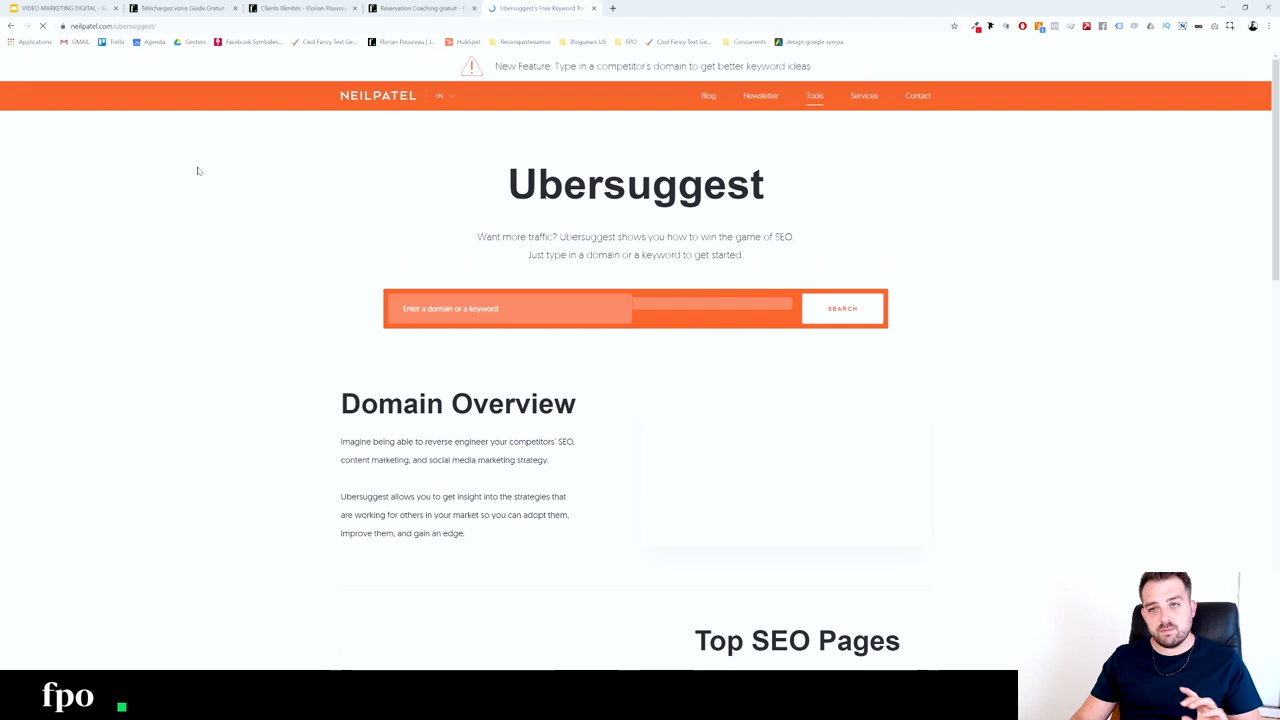 VIDEO MARKETING DIGITAL - G
Téléchargez votre Guide Gratuit
Clients Illimités - Florian Pouvre
Réservation Coaching gratuit - F
Ubersuggest's Free Keyword To
neilpatel.com/ubersuggest/
Applications
GMAIL
Trello
Agenda
Gestion
Facebook Symboles...
Cool Fancy Text Ge...
Florian Pouvreau | J...
HubSpot
Reconquisteamor
Blogueurs US
FPO
Cool Fancy Text Ge...
Concurrents
design google sympa
New Feature: Type in a competitor's domain to get better keyword ideas
NEILPATEL
EN
Blog
Newsletter
Tools
Services
Contact
Ubersuggest
Want more traffic? Ubersuggest shows you how to win the game of SEO.
Just type in a domain or a keyword to get started.
Enter a domain or a keyword
SEARCH
Domain Overview
Imagine being able to reverse engineer your competitors' SEO,
content marketing, and social media marketing strategy.
Ubersuggest allows you to get insight into the strategies that
are working for others in your market so you can adopt them,
improve them, and gain an edge.
Top SEO Pages
fpo